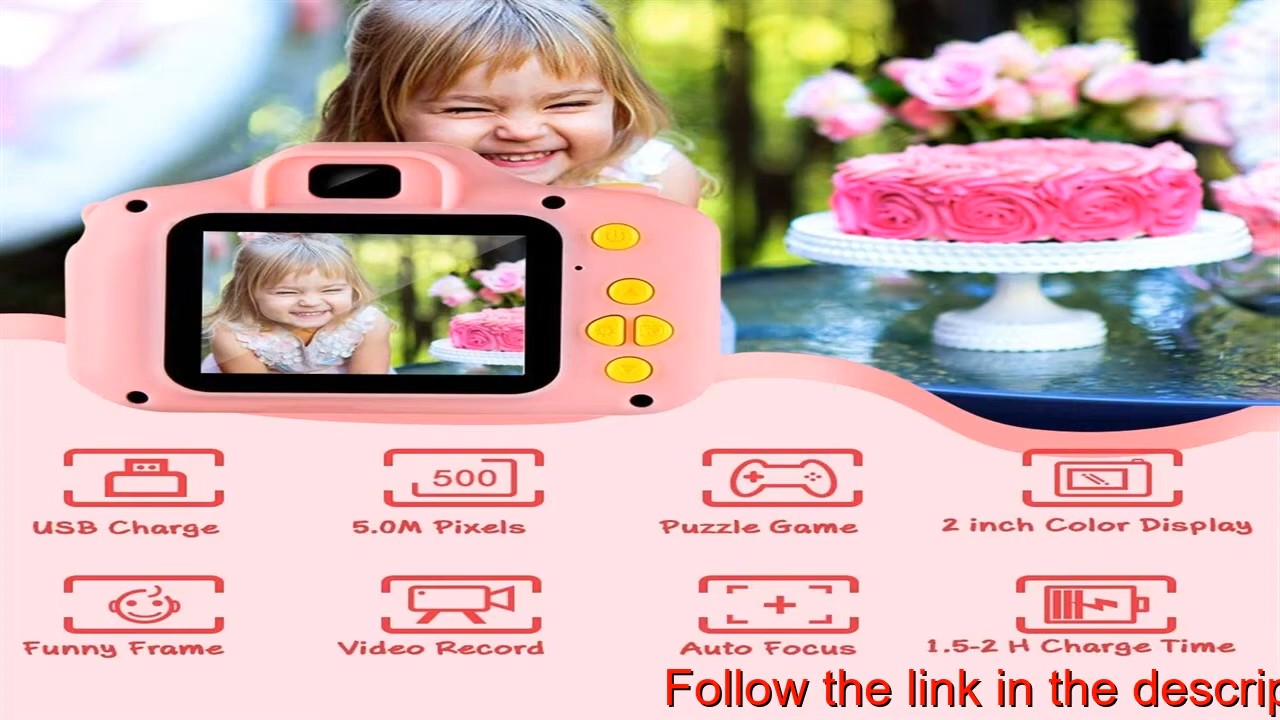 500
USB Charge
5.0M Pixels
Puzzle Game
2 inch Color Display
Funny Frame
Video Record
Auto Focus
1.5-2 H Charge Time
Follow the link in the descrip